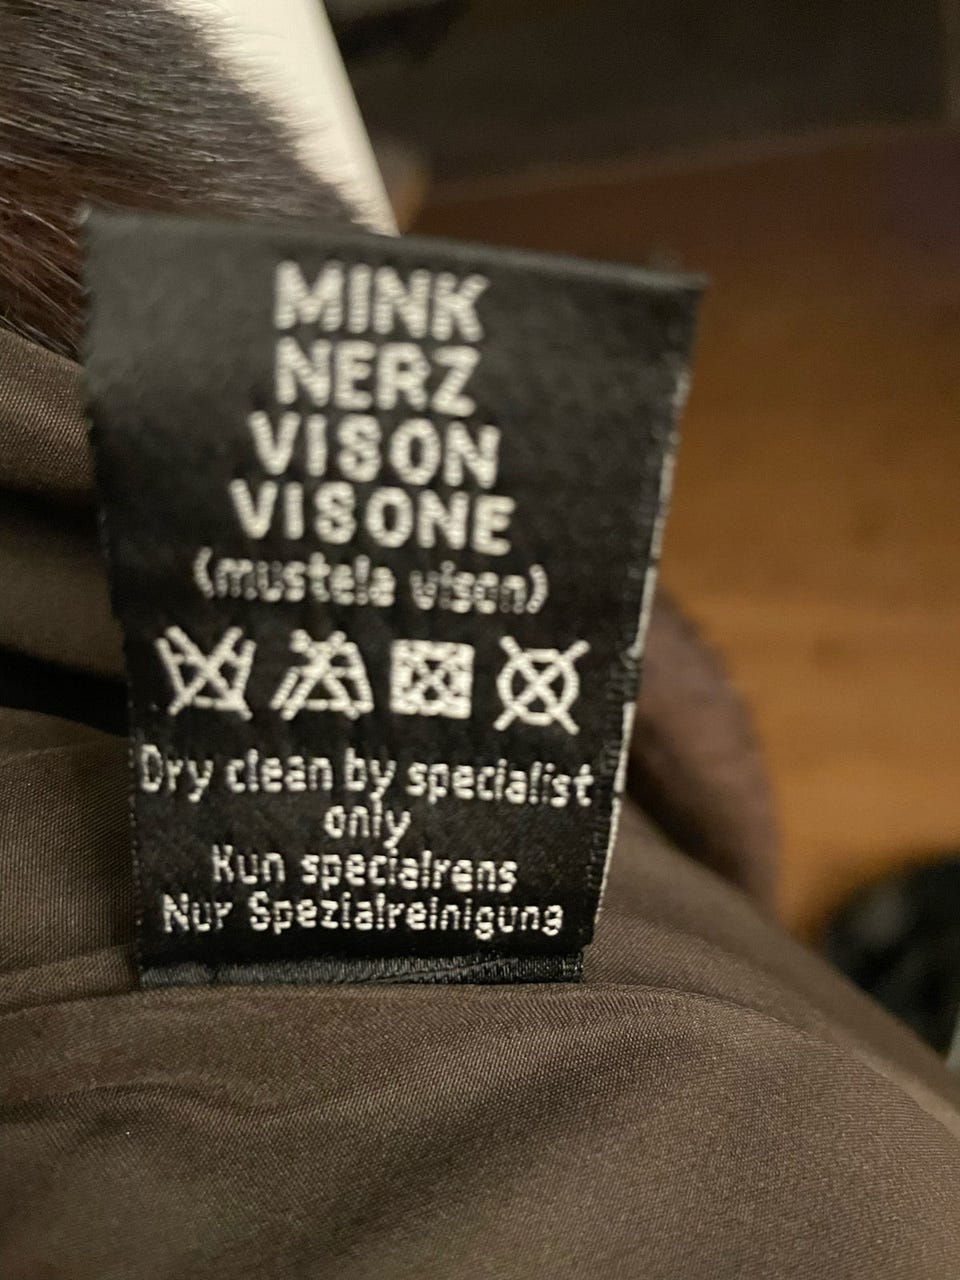 MINK
NERZ
VISON
VISONE
(mustela vison)
Dry clean by specialist
only
Kun specialrens
Nur Spezialreinigung